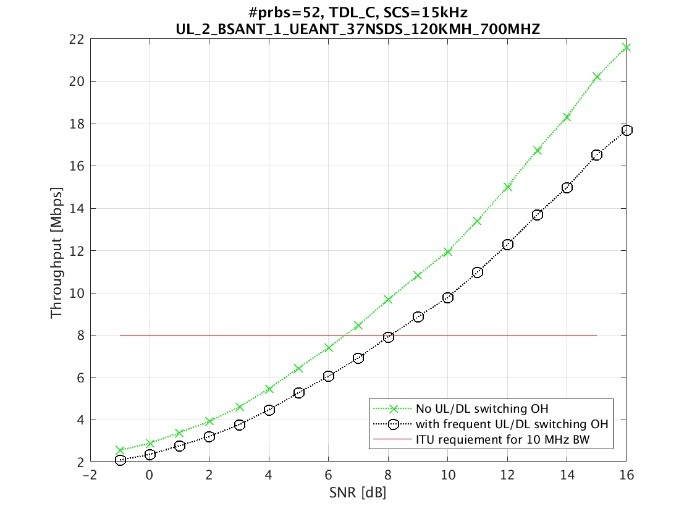 #prbs=52, TDL_C, SCS=15kHz
UL_2_BSANT_1_UEANT_37NSDS_120KMH_700MHZ
22
20
18
16
14
12
10
8
6
4
2
Throughput [Mbps]
No UL/DL switching OH
with frequent UL/DL switching OH
ITU requiement for 10 MHz BW
-2 0 2 4 6 8 10 12 14 16
SNR [dB]